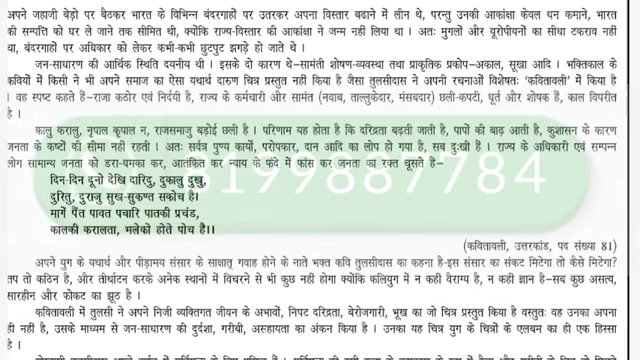 अपने जहाजी बेड़ो पर बैठकर भारत के विभिन्न बंदरगाहों पर उतरकर अपना विस्तार बढाने में लीन थे, परन्तु उनकी आकांक्षा केवल धन कमाने, भारत
की सम्पत्ति को घर ले जाने तक सीमित थी, क्योंकि राज्य-विस्तार की आकांक्षा ने जन्म नहीं लिया था । अतः मुगलों और यूरोपीयनों का सीधा टकराव नहीं
था, बंदरगाहों पर अधिकार को लेकर कभी-कभी छुटपुट झगड़े हो जाते थे ।
जन-साधारण की आर्थिक स्थिति दयनीय थी । इसके दो कारण थे–सामंती शोषण-व्यवस्था तथा प्राकृतिक प्रकोप–अकाल, सूखा आदि । भक्तिकाल के
कवियों में किसी ने भी अपने समाज का ऐसा यथार्थ दारुण चित्र प्रस्तुत नहीं किया है जैसा तुलसीदास ने अपनी रचनाओं विशेषतः 'कवितावली' में किया है
। वह स्पष्ट कहते हैं–राजा कठोर एवं निर्दयी है, राज्य के कर्मचारी और सामंत (नवाब, ताल्लुकेदार, मंसबदार) छली-कपटी, धूर्त और शोषक हैं, काल विपरीत
है ।
कालु करालु, नृपाल कृपाल न, राजसमाजु बड़ोई छली है । परिणाम यह होता है कि दरिद्रता बढ़ती जाती है, पापों की बाढ़ आती है, कुशासन के कारण
जनता के कष्टों की सीमा नहीं रहती । अतः सर्वत्र पुण्य कार्यो, परोपकार, दान आदि का लोप हो गया है, सब दुःखी है । राज्य के अधिकारी एवं सम्पन्न
लोग सामान्य जनता को डरा-धमका कर, आतंकित कर न्याय के फंदे में फांस कर जनता का रक्त चूसते हैं–
दिन-दिन दूनो देखि दारिदु, दुकालु दुखु,
दुरितु, दुराजु सुख-सुकृत सकोच है।
मागें पैंत पावत पचारि पातकी प्रचंड,
कालकी करालता, भलेको होते पोच हैं।।
199887784
(कवितावली, उत्तरकांड, पद संख्या 81)
अपने युग के यथार्थ और पीड़ामय संसार के साक्षात् गवाह होने के नाते भक्त कवि तुलसीदास का कहना है-इस संसार का संकट मिटेगा तो कैसे मिटेगा?
तप तो कठिन है, और तीर्थाटन करके अनेक स्थानों में विचरने से भी कुछ नही होगा क्योंकि कलियुग में न कहीं वैराग्य है, न कहीं ज्ञान है–सब कुछ असत्य,
सारहीन और फोकट का झूठ है ।
कवितावली में तुलसी ने अपने निजी व्यक्तिगत जीवन के अभावों, निपट दरिद्रता, बेरोजगारी, भूख का जो चित्र प्रस्तुत किया है वस्तुतः वह उनका अपना
ही नहीं है, उसके माध्यम से जन-साधारण की दुर्दशा, गरीबी, असहायता का अंकन किया है । उनका यह चित्र युग के चित्रों के एलबम का ही एक हिस्सा
है ।